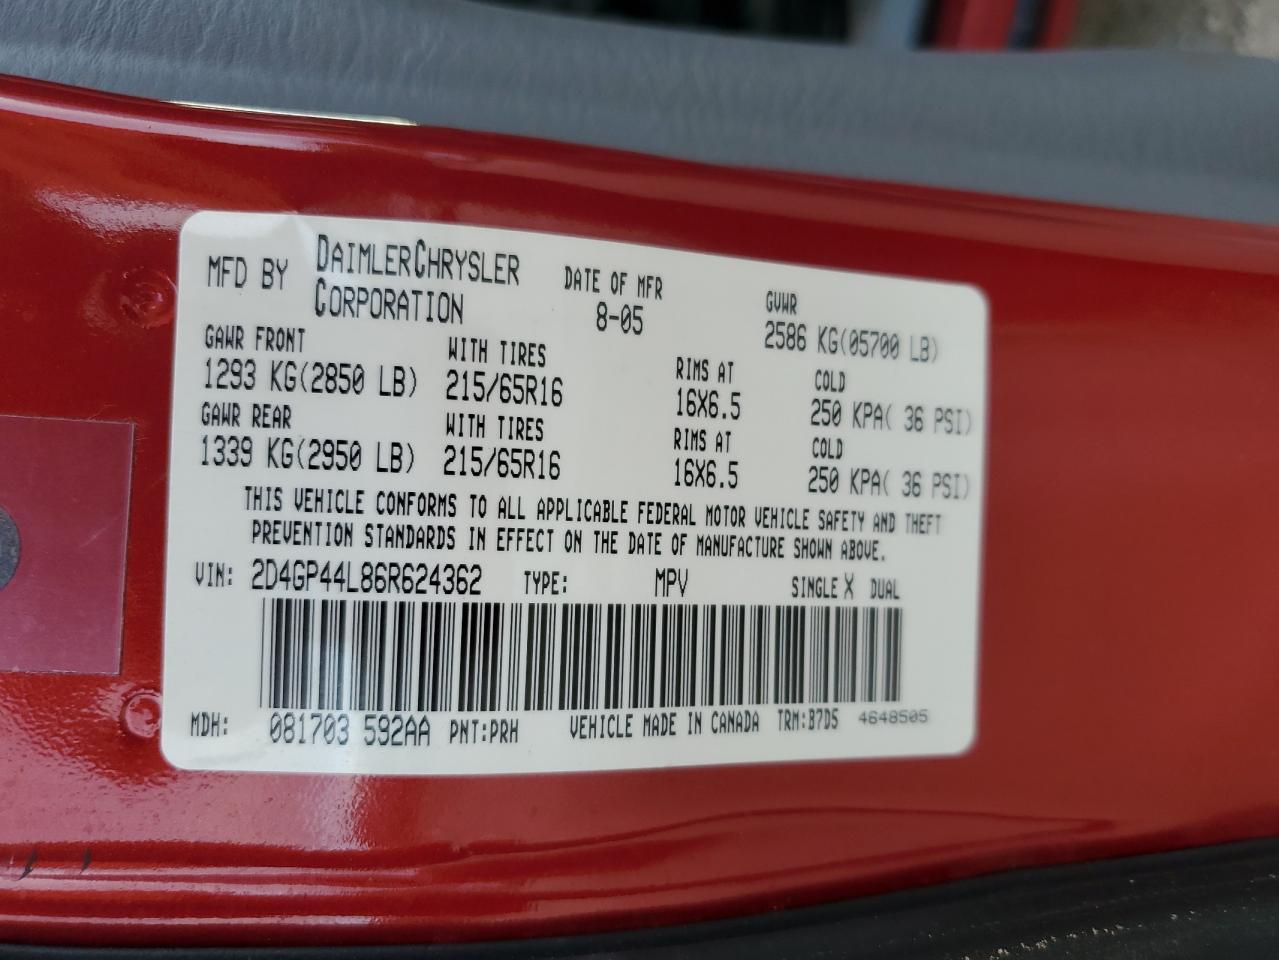 MFD BY DAIMLERCHRYSLER CORPORATION DATE OF MFR 8-05 GVWR 2586 KG(05700 LB)
GAWR FRONT WITH TIRES RIMS AT COLD
1293 KG(2850 LB) 215/65R16 16X6.5 250 KPA( 36 PSI)
GAWR REAR WITH TIRES RIMS AT COLD
1339 KG(2950 LB) 215/65R16 16X6.5 250 KPA( 36 PSI)
THIS VEHICLE CONFORMS TO ALL APPLICABLE FEDERAL MOTOR VEHICLE SAFETY AND THEFT
PREVENTION STANDARDS IN EFFECT ON THE DATE OF MANUFACTURE SHOWN ABOVE.
VIN: 2D4GP44L86R624362 TYPE: MPV SINGLE X DUAL
MDH: 081703 592AA PNT:PRH VEHICLE MADE IN CANADA TRM:B7D5 4648505